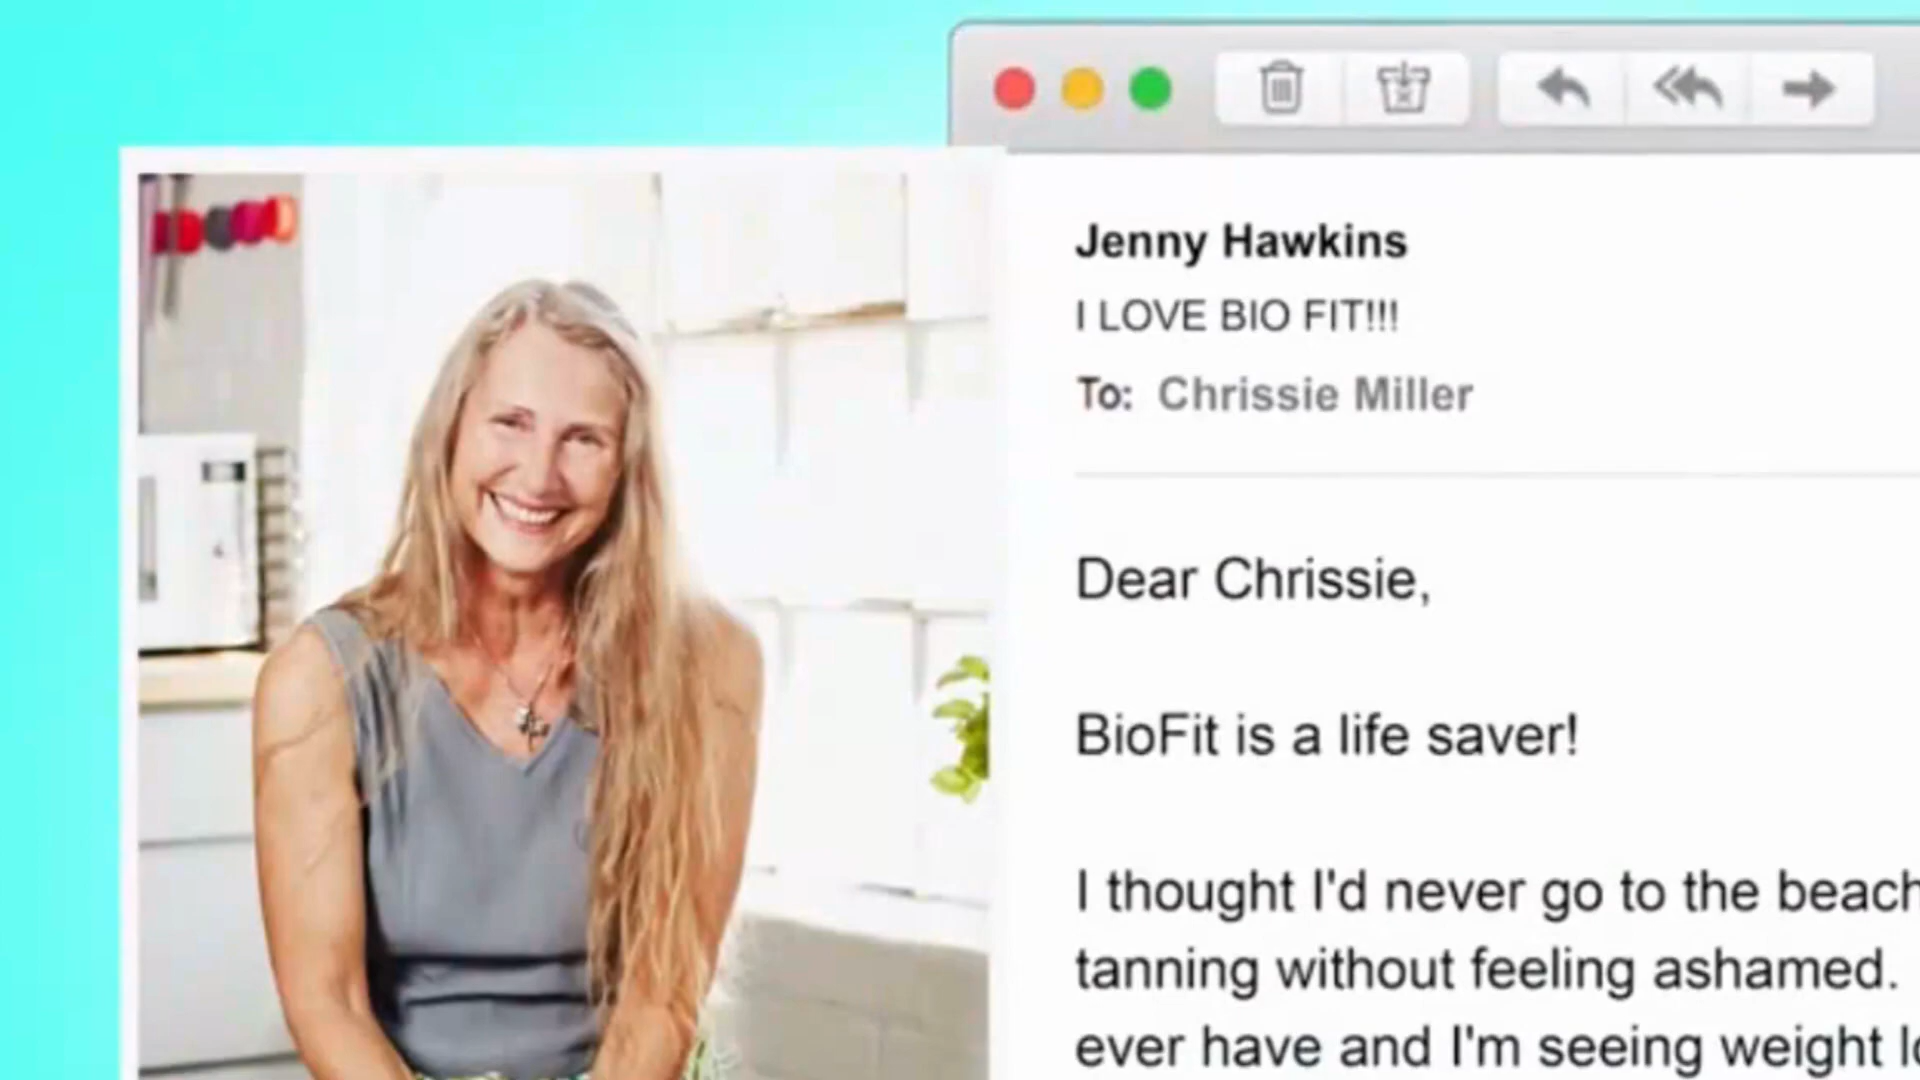 Jenny Hawkins
I LOVE BIO FIT!!!
To: Chrissie Miller
Dear Chrissie,
BioFit is a life saver!
I thought I'd never go to the beach
tanning without feeling ashamed.
ever have and I'm seeing weight